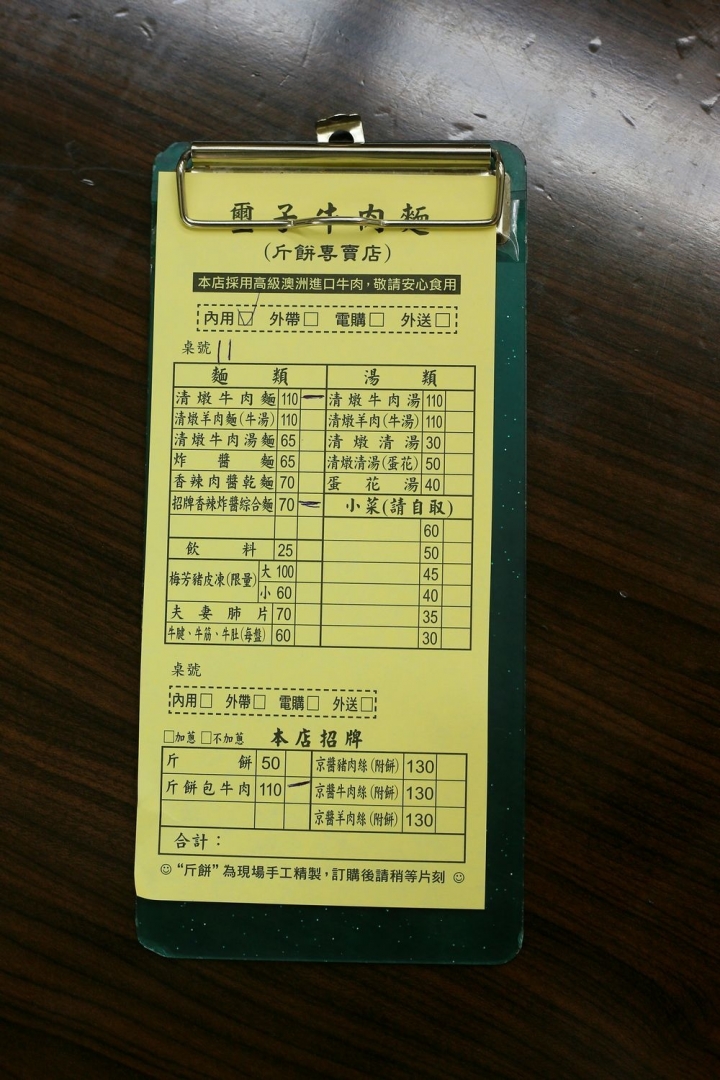 子牛肉麵
(斤餅專賣店)
本店採用高級澳洲進口牛肉，敬請安心食用
內用☑ 外帶□ 電購□ 外送□
桌號 11
麵類 湯類
清燉牛肉麵 110 一 清燉牛肉湯 110
清燉羊肉麵(牛湯) 110 清燉羊肉(牛湯) 110
清燉牛肉湯麵 65 清燉清湯 30
炸醬麵 65 清燉清湯(蛋花) 50
香辣肉醬乾麵 70 蛋花湯 40
招牌香辣炸醬綜合麵 70 一 小菜(請自取)
60
飲料 25 50
梅芳豬皮凍(限量) 大 100 45
小 60 40
夫妻肺片 70 35
牛腱、牛筋、牛肚(每盤) 60 30
桌號
內用□ 外帶□ 電購□ 外送□
□加蔥 □不加蔥 本店招牌
斤餅 50 京醬豬肉絲(附餅) 130
斤餅包牛肉 110 一 京醬牛肉絲(附餅) 130
京醬羊肉絲(附餅) 130
合計：
☺“斤餅”為現場手工精製，訂購後請稍等片刻☺